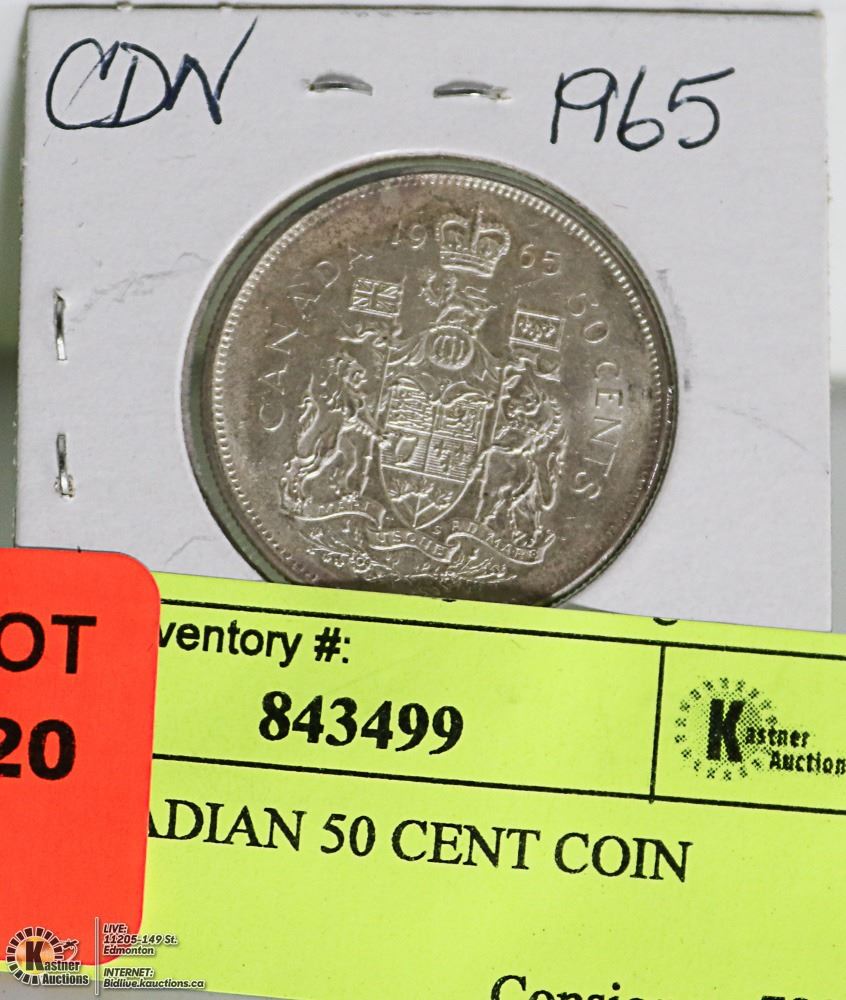 CDN 1965
CANADA 1965 50 CENTS
A MARI USQUE AD MARE
OT
20
ventory #:
843499
Kastner
Auction
ADIAN 50 CENT COIN
Kastner
Auctions
LIVE:
11205-149 St.
Edmonton
INTERNET:
Bidlive.kauctions.ca